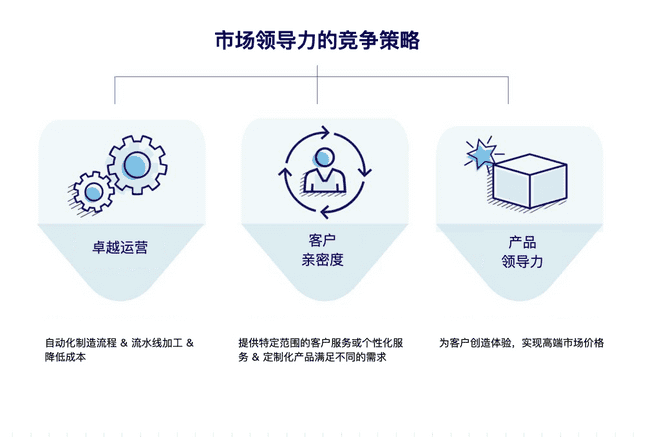 市场领导力的竞争策略
卓越运营
客户
亲密度
产品
领导力
自动化制造流程 & 流水线加工 &
降低成本
提供特定范围的客户服务或个性化服
务 & 定制化产品满足不同的需求
为客户创造体验，实现高端市场价格